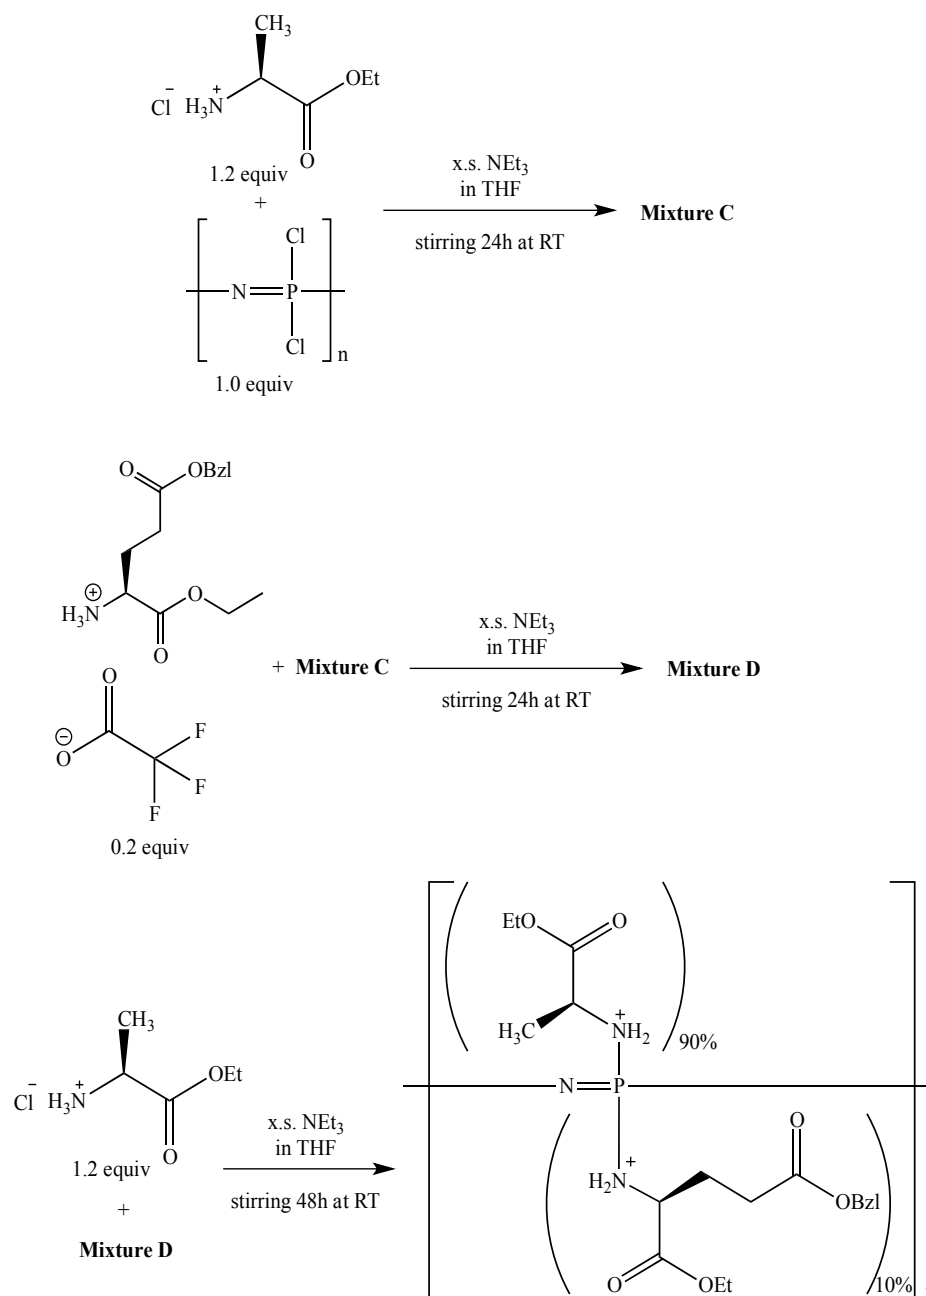 CH3
OEt
Cl− H3N+
O
1.2 equiv
+
x.s. NEt3
in THF
stirring 24h at RT
Mixture C
Cl
N P
Cl
n
1.0 equiv
O OBzl
H3N⊕ O
O
+ Mixture C
x.s. NEt3
in THF
stirring 24h at RT
Mixture D
O
⊖O F
F
F
0.2 equiv
CH3
OEt
Cl− H3N+
O
1.2 equiv
+
Mixture D
x.s. NEt3
in THF
stirring 48h at RT
EtO O
H3C +NH2
90%
N P
O
H2N+
OBzl
O OEt
10%